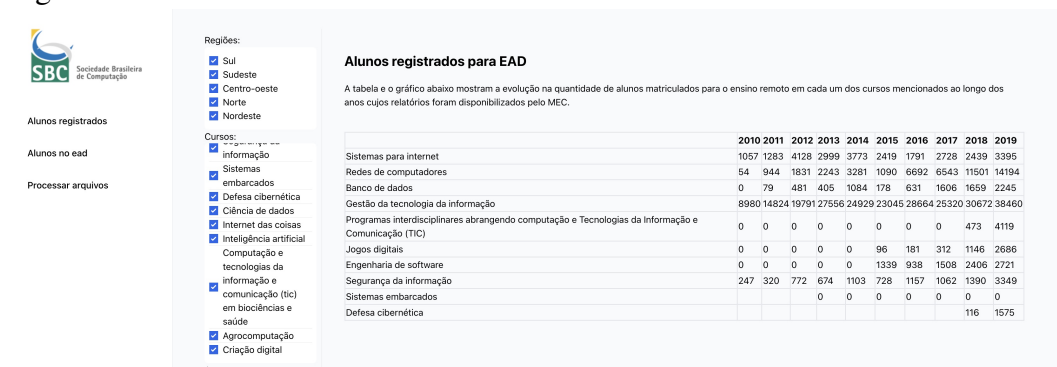 SBC Sociedade Brasileira
de Computação
Alunos registrados
Alunos no ead
Processar arquivos
Regiões:
Sul
Sudeste
Centro-oeste
Norte
Nordeste
Cursos:
informação
Sistemas
embarcados
Defesa cibernética
Ciência de dados
Internet das coisas
Inteligência artificial
Computação e
tecnologias da
informação e
comunicação (tic)
em biociências e
saúde
Agrocomputação
Criação digital
Alunos registrados para EAD
A tabela e o gráfico abaixo mostram a evolução na quantidade de alunos matriculados para o ensino remoto em cada um dos cursos mencionados ao longo dos
anos cujos relatórios foram disponibilizados pelo MEC.
2010 2011 2012 2013 2014 2015 2016 2017 2018 2019
Sistemas para internet 1057 1283 4128 2999 3773 2419 1791 2728 2439 3395
Redes de computadores 54 944 1831 2243 3281 1090 6692 6543 11501 14194
Banco de dados 0 79 481 405 1084 178 631 1606 1659 2245
Gestão da tecnologia da informação 8980 14824 19791 27556 24929 23045 28664 25320 30672 38460
Programas interdisciplinares abrangendo computação e Tecnologias da Informação e
Comunicação (TIC) 0 0 0 0 0 0 0 0 473 4119
Jogos digitais 0 0 0 0 0 96 181 312 1146 2686
Engenharia de software 0 0 0 0 0 1339 938 1508 2406 2721
Segurança da informação 247 320 772 674 1103 728 1157 1062 1390 3349
Sistemas embarcados 0 0 0 0 0 0 0
Defesa cibernética 116 1575